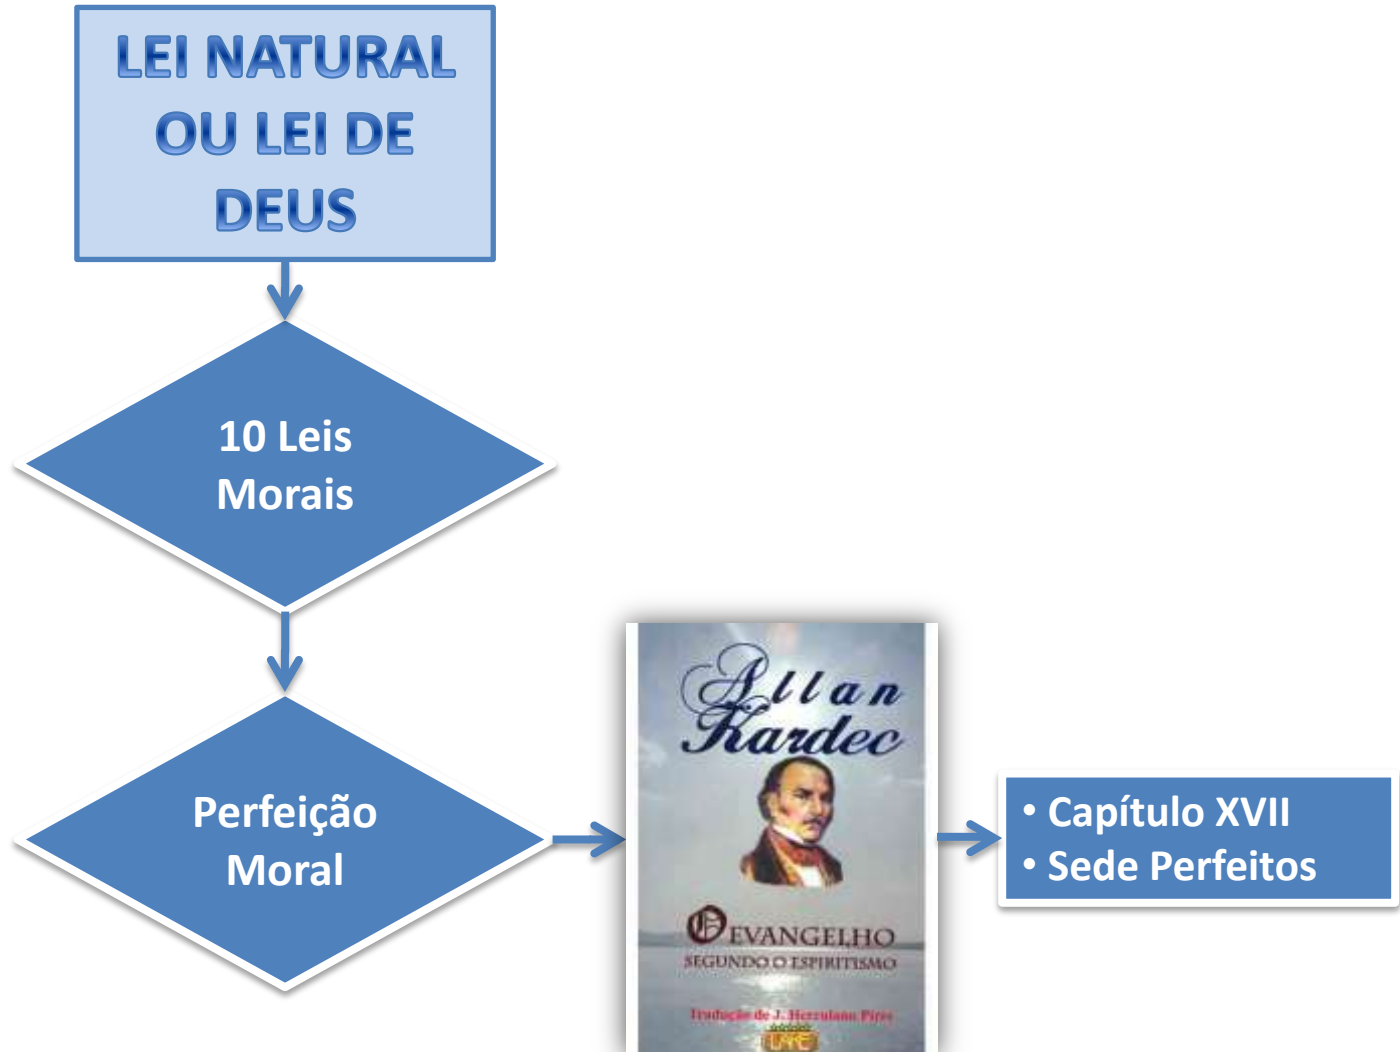 LEI NATURAL
OU LEI DE
DEUS
10 Leis
Morais
Perfeição
Moral
Allan
Kardec
O EVANGELHO
SEGUNDO O ESPIRITISMO
Tradução de J. Herculano Pires
LAKE
• Capítulo XVII
• Sede Perfeitos